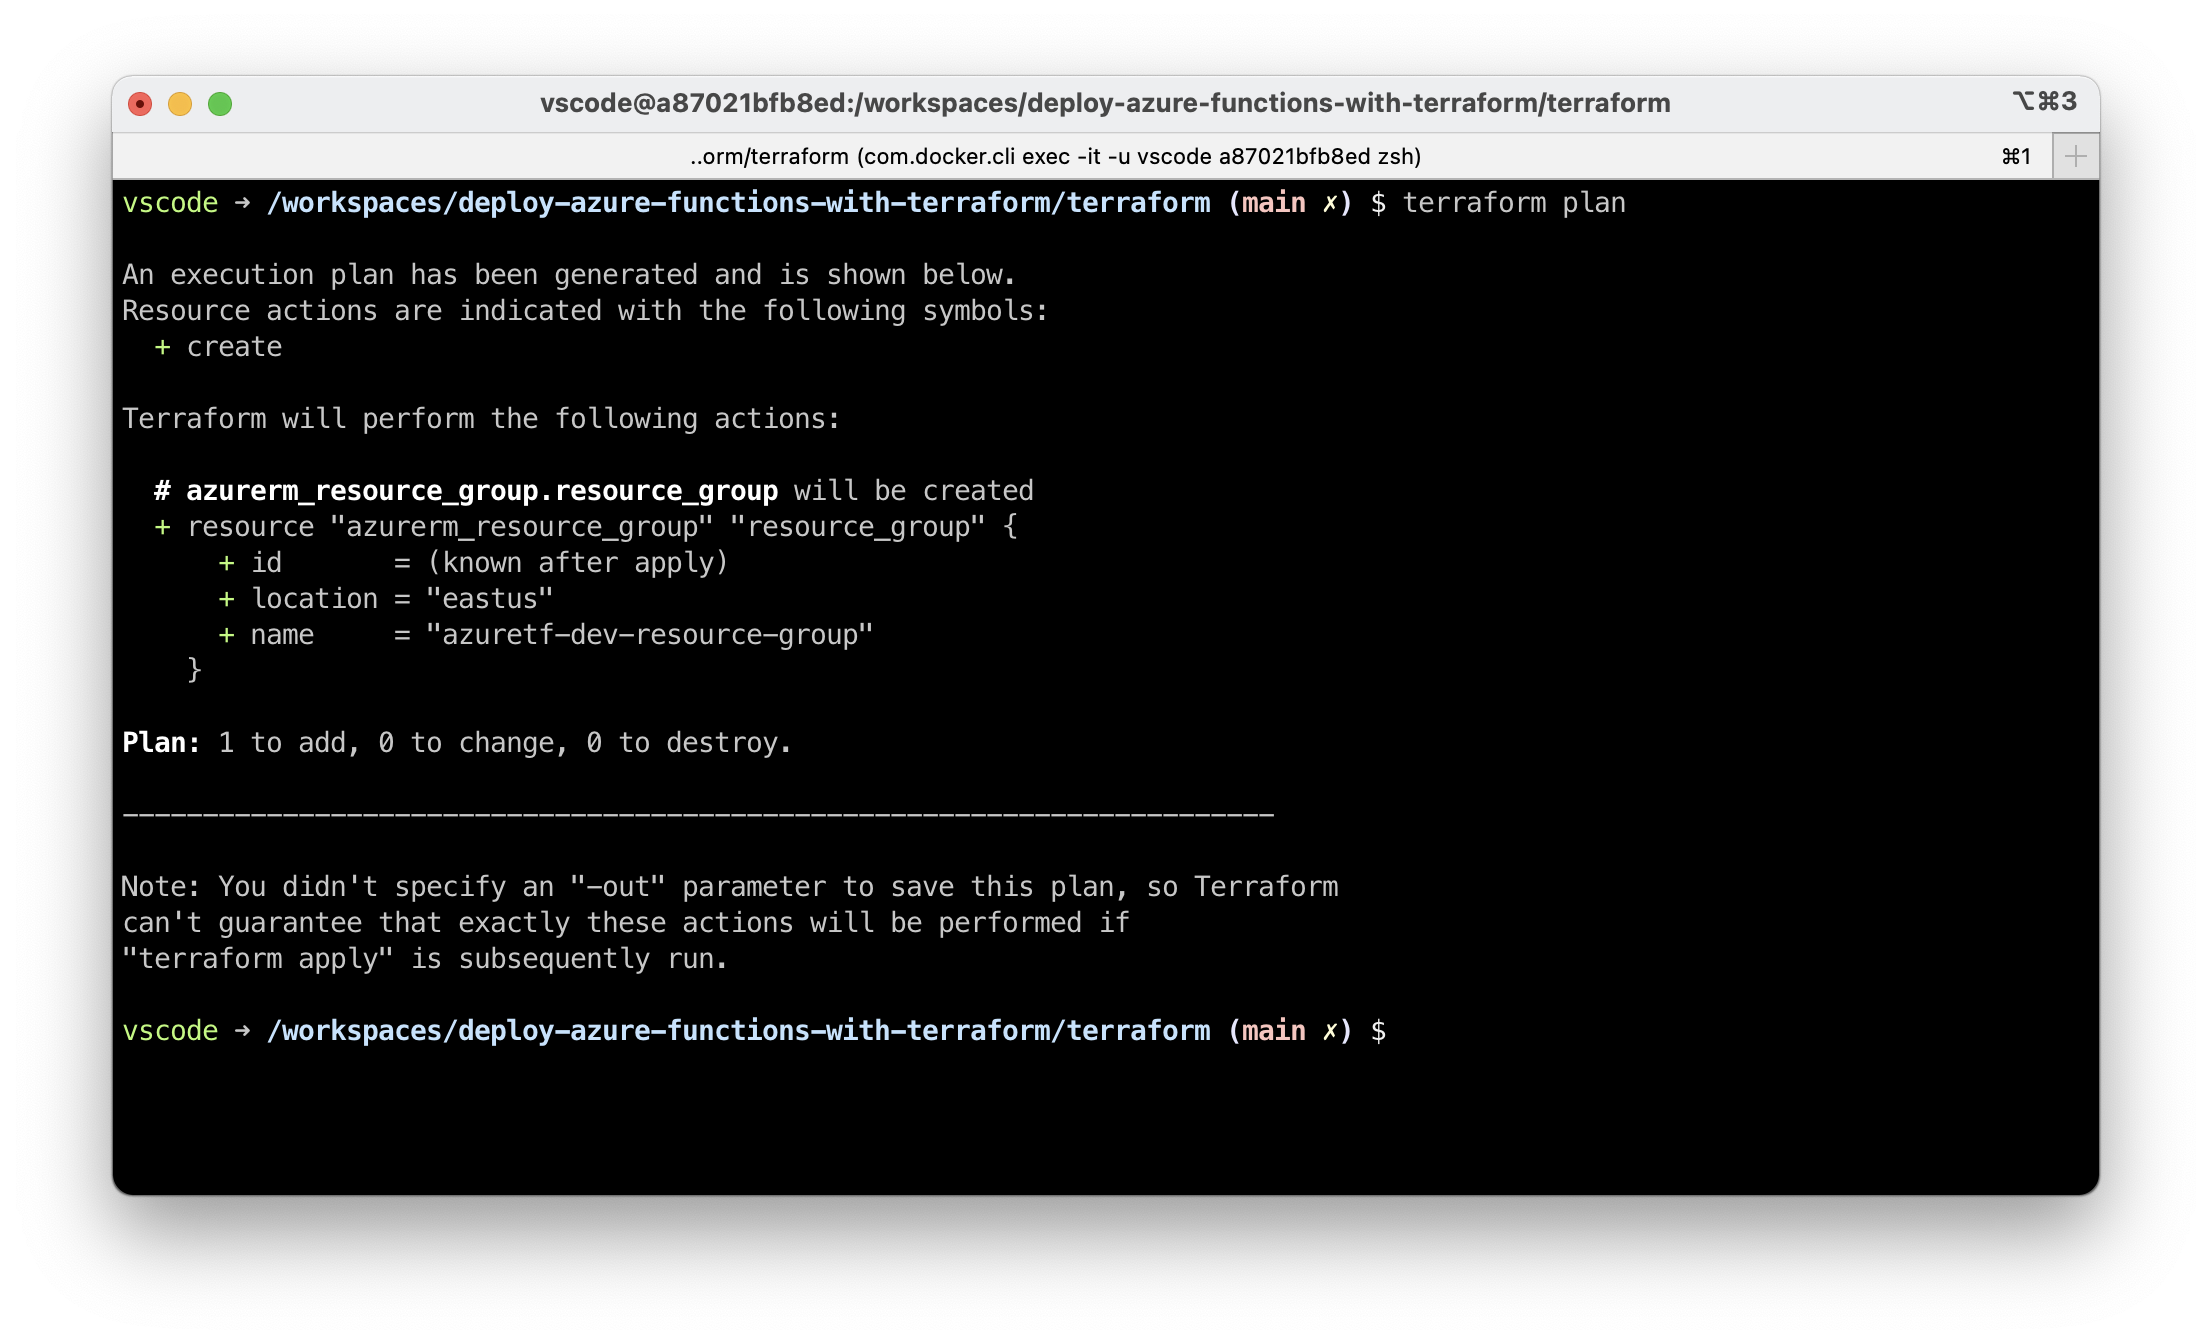 vscode@a87021bfb8ed:/workspaces/deploy-azure-functions-with-terraform/terraform ⌥⌘3
..orm/terraform (com.docker.cli exec -it -u vscode a87021bfb8ed zsh) ⌘1 +
vscode → /workspaces/deploy-azure-functions-with-terraform/terraform (main ✗) $ terraform plan
An execution plan has been generated and is shown below.
Resource actions are indicated with the following symbols:
  + create
Terraform will perform the following actions:
  # azurerm_resource_group.resource_group will be created
  + resource "azurerm_resource_group" "resource_group" {
      + id       = (known after apply)
      + location = "eastus"
      + name     = "azuretf-dev-resource-group"
    }
Plan: 1 to add, 0 to change, 0 to destroy.
------------------------------------------------------------------------
Note: You didn't specify an "-out" parameter to save this plan, so Terraform
can't guarantee that exactly these actions will be performed if
"terraform apply" is subsequently run.
vscode → /workspaces/deploy-azure-functions-with-terraform/terraform (main ✗) $